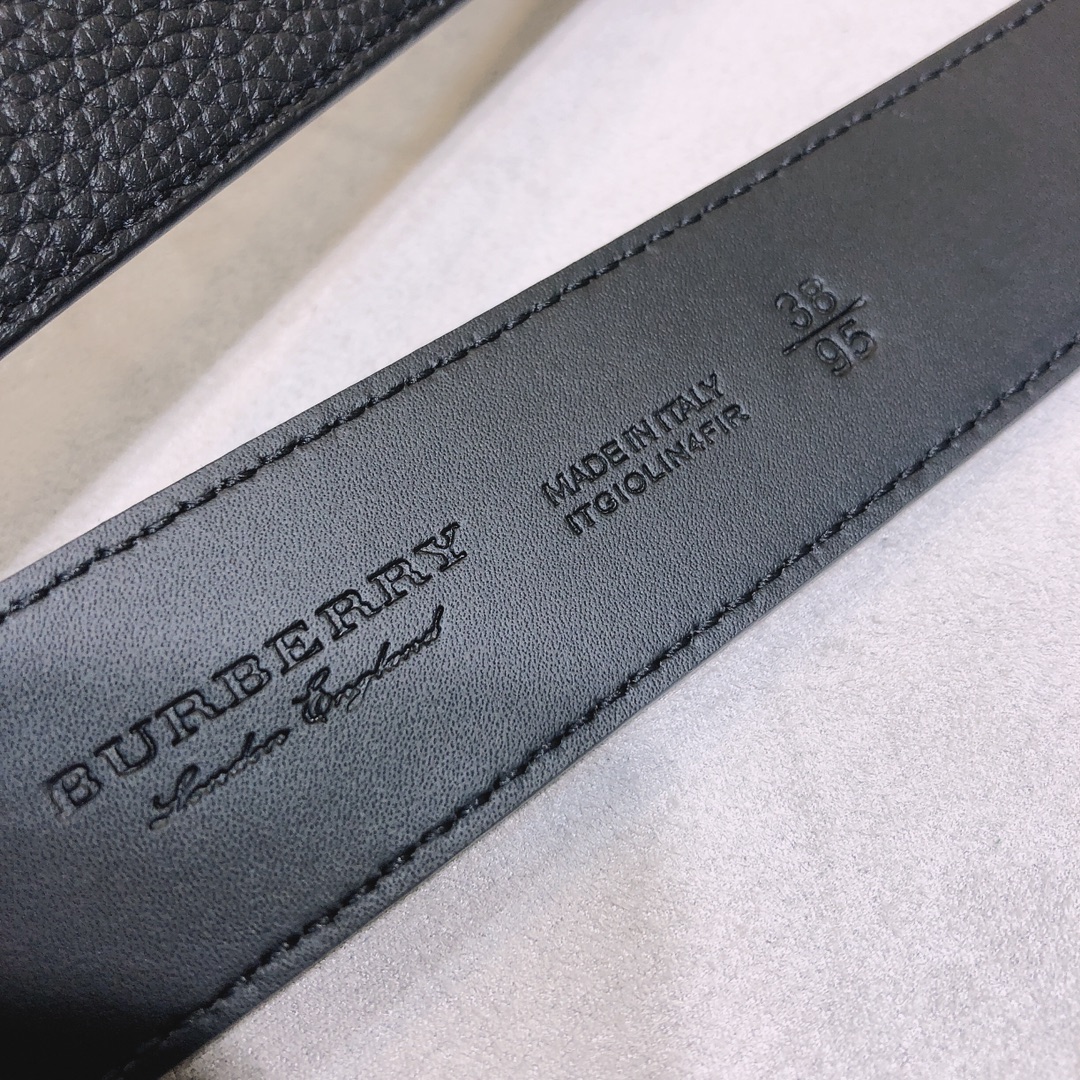 BURBERRY
London England
MADE IN ITALY
ITGIOLIN4FIR
38
95